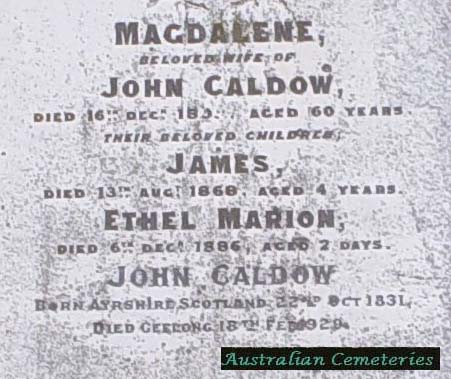 MAGDALENE,
BELOVED WIFE OF
JOHN CALDOW,
DIED 16TH DEC. AGED 60 YEARS.
THEIR BELOVED CHILDREN,
JAMES,
DIED 13TH AUG. 1868, AGED 4 YEARS.
ETHEL MARION,
DIED 6TH DEC. 1886, AGED 2 DAYS.
JOHN CALDOW
BORN AYRSHIRE SCOTLAND, 22ND OCT 1831,
DIED GEELONG 18TH FEB 1920.
Australian Cemeteries